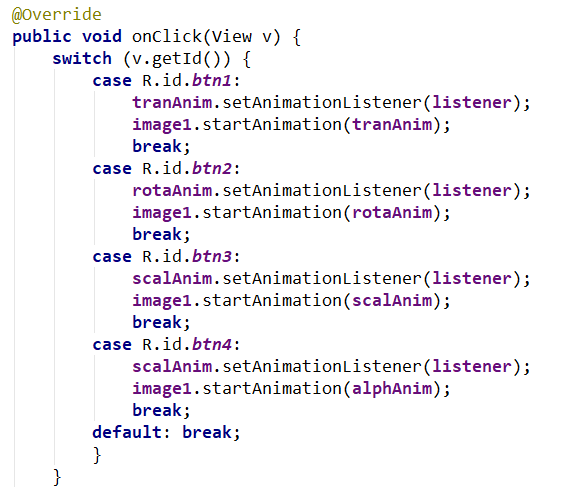 @Override
public void onClick(View v) {
    switch (v.getId()) {
        case R.id.btn1:
            tranAnim.setAnimationListener(listener);
            image1.startAnimation(tranAnim);
            break;
        case R.id.btn2:
            rotaAnim.setAnimationListener(listener);
            image1.startAnimation(rotaAnim);
            break;
        case R.id.btn3:
            scalAnim.setAnimationListener(listener);
            image1.startAnimation(scalAnim);
            break;
        case R.id.btn4:
            scalAnim.setAnimationListener(listener);
            image1.startAnimation(alphAnim);
            break;
        default: break;
        }
    }